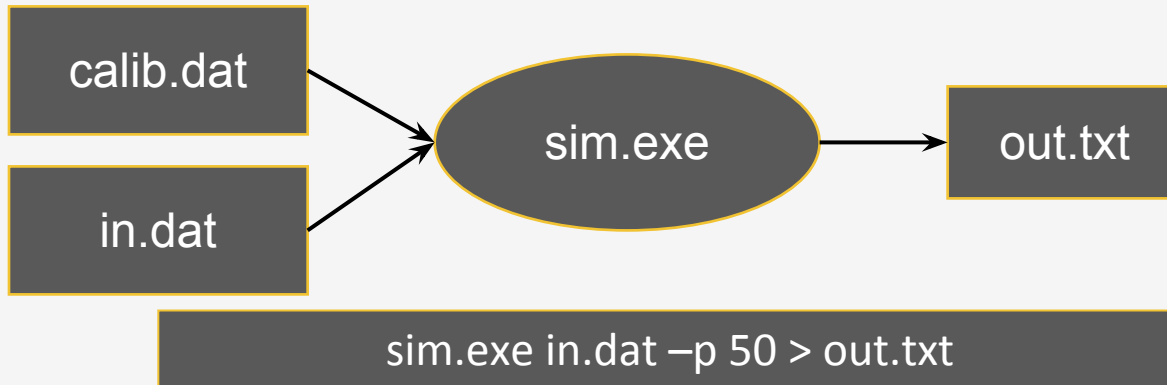 calib.dat
in.dat
sim.exe
out.txt
sim.exe in.dat –p 50 > out.txt